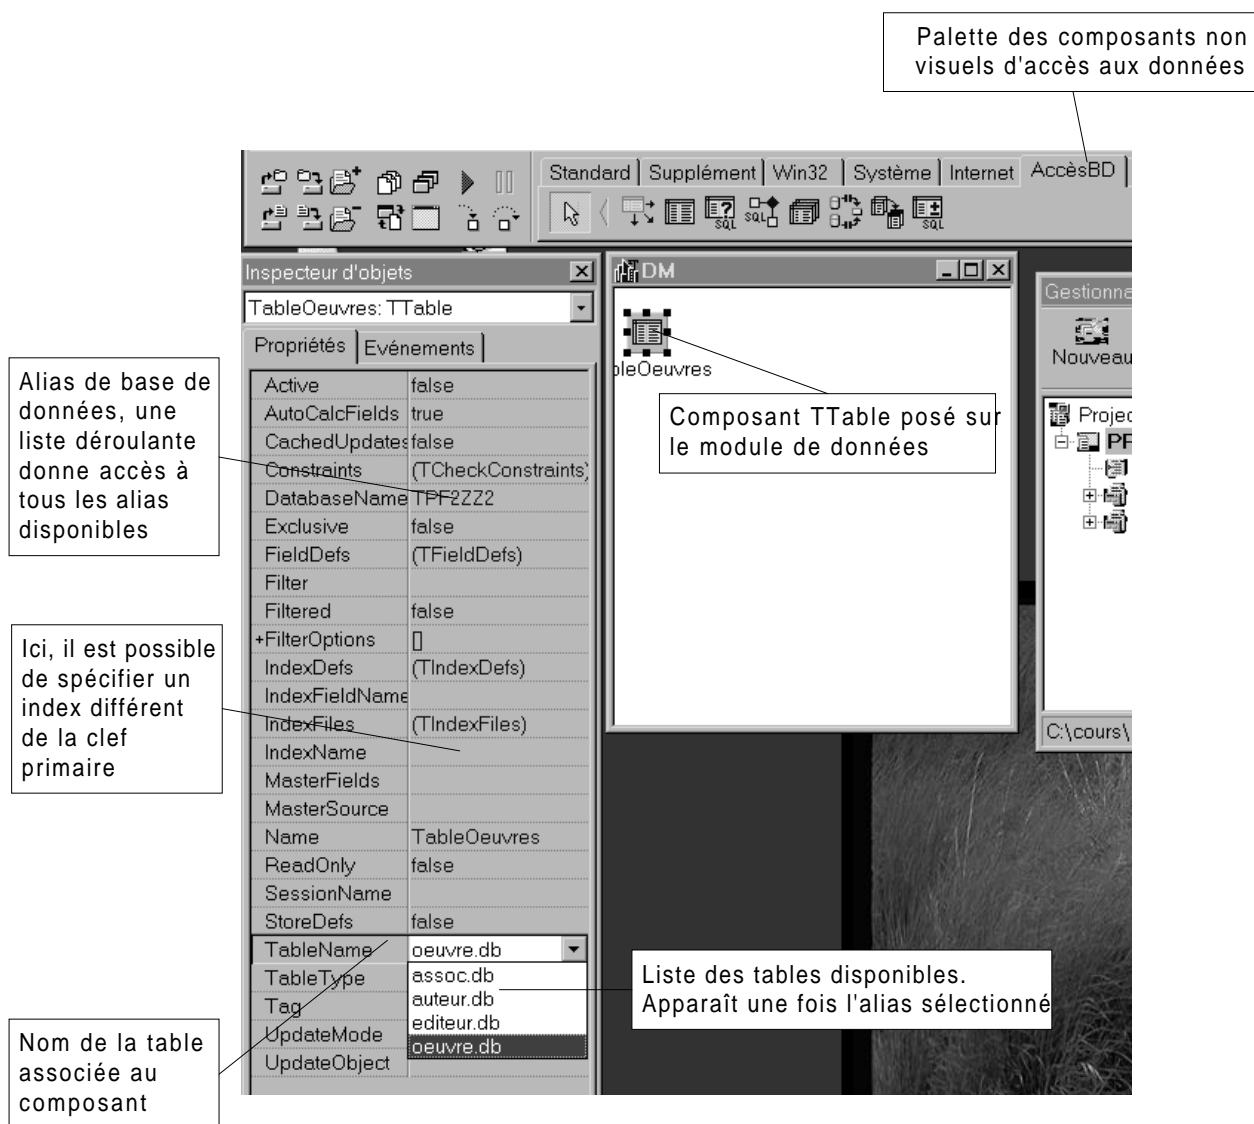 Palette des composants non
visuels d'accès aux données
Standard Supplément Win32 Système Internet AccèsBD
SQL SQL SQL
Inspecteur d'objets
DM
Gestionna
TableOeuvres: TTable
Nouveau
Propriétés Evénements
bleOeuvres
Alias de base de
données, une
liste déroulante
donne accès à
tous les alias
disponibles
Composant TTable posé sur
le module de données
Projec
PF
Active false
AutoCalcFields true
CachedUpdates false
Constraints (TCheckConstraints)
DatabaseName TPF2ZZ2
Exclusive false
FieldDefs (TFieldDefs)
Filter
Filtered false
+FilterOptions []
IndexDefs (TIndexDefs)
IndexFieldName
IndexFiles (TIndexFiles)
IndexName
MasterFields
MasterSource
Name TableOeuvres
ReadOnly false
SessionName
StoreDefs false
TableName oeuvre.db
TableType
Tag
UpdateMode
UpdateObject
assoc.db
auteur.db
editeur.db
oeuvre.db
Ici, il est possible
de spécifier un
index différent
de la clef
primaire
C:\cours\
Liste des tables disponibles.
Apparaît une fois l'alias sélectionné
Nom de la table
associée au
composant